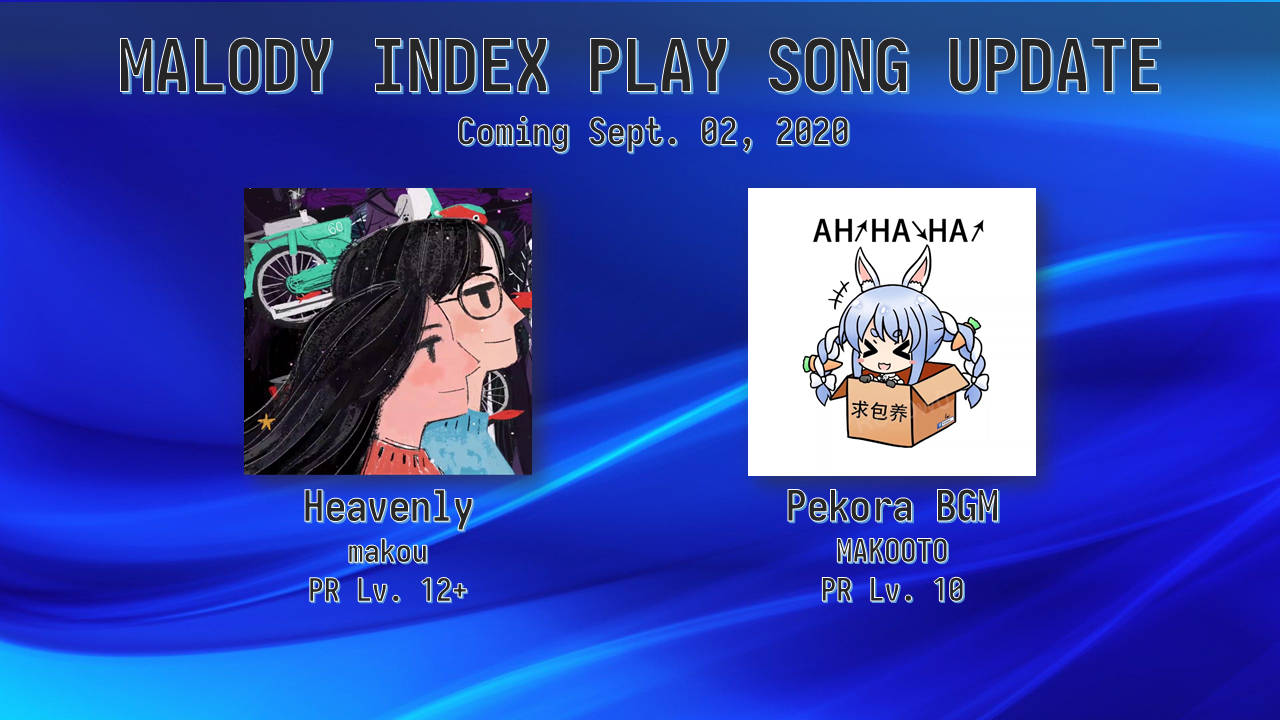 MALODY INDEX PLAY SONG UPDATE
Coming Sept. 02, 2020
60
AH↗HA↘HA↗
求包养
Heavenly
makou
PR Lv. 12+
Pekora BGM
MAKOOTO
PR Lv. 10